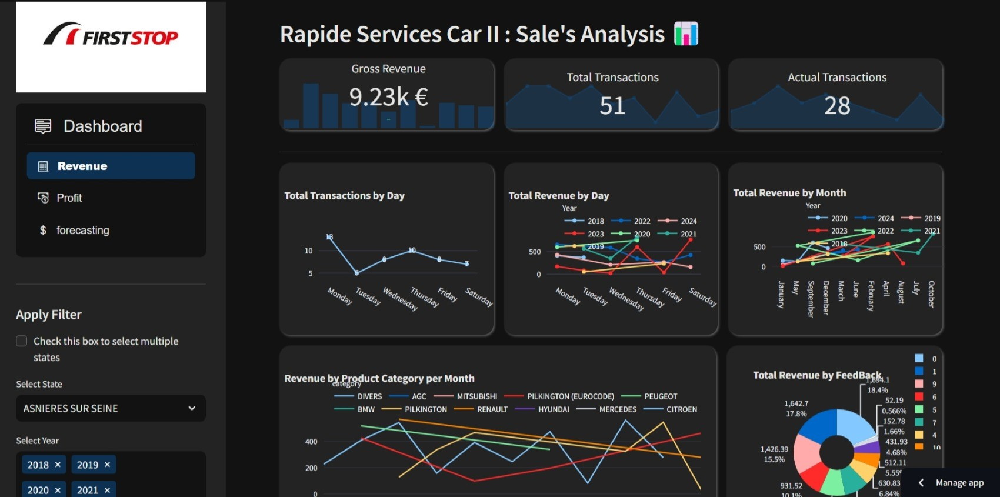 FIRSTSTOP
Dashboard
Revenue
Profit
$ forecasting
Apply Filter
Check this box to select multiple
states
Select State
ASNIERES SUR SEINE
Select Year
2018 × 2019 ×
2020 × 2021 ×
Rapide Services Car II : Sale's Analysis
Gross Revenue
9.23k €
Total Transactions
51
Actual Transactions
28
Total Transactions by Day
13
5
8
10
8
7
10
5
Monday
Tuesday
Wednesday
Thursday
Friday
Saturday
Total Revenue by Day
Year
2018 2022 2024
2023 2020 2021
2019
500
0
Monday
Tuesday
Wednesday
Thursday
Friday
Saturday
Total Revenue by Month
Year
2020 2024 2019
2023 2022 2021
2018
500
0
January
May
September
December
March
June
February
April
August
July
October
Revenue by Product Category per Month
category
DIVERS AGC MITSUBISHI PILKINGTON (EUROCODE) PEUGEOT
BMW PILKINGTON RENAULT HYUNDAI MERCEDES CITROEN
400
200
0
Total Revenue by FeedBack
0
1
9
6
5
7
4
10
1,694.1
18.4%
52.19
0.566%
152.78
1.66%
431.93
4.68%
512.11
630.83
6.84%
1,642.7
17.8%
1,426.39
15.5%
931.52
10.1%
Manage app